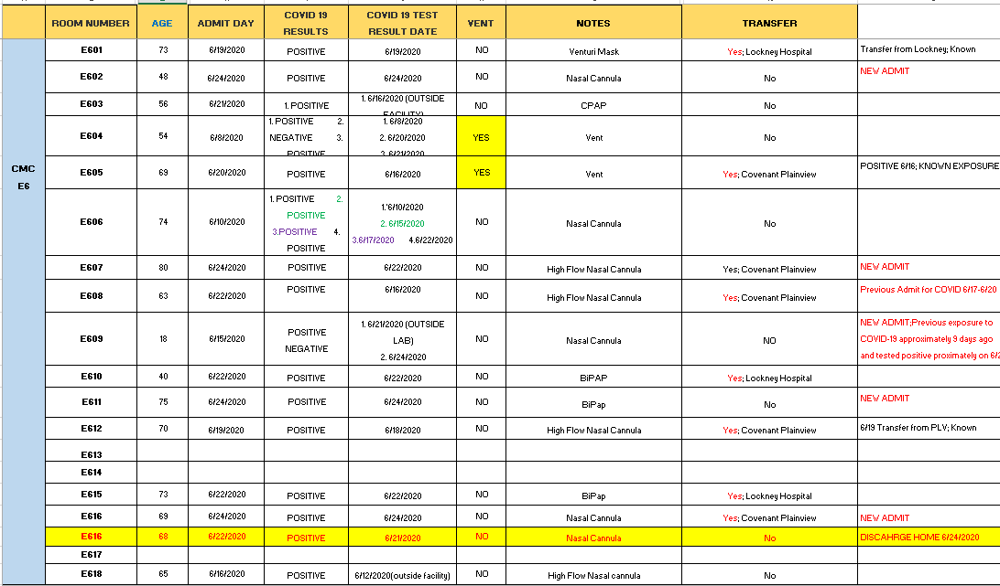 ROOM NUMBER AGE ADMIT DAY COVID 19 RESULTS COVID 19 TEST RESULT DATE VENT NOTES TRANSFER
CMC E6
E601 73 6/19/2020 POSITIVE 6/19/2020 NO Venturi Mask Yes; Lockney Hospital Transfer from Lockney; Known
E602 48 6/24/2020 POSITIVE 6/24/2020 NO Nasal Cannula No NEW ADMIT
E603 56 6/21/2020 1. POSITIVE 1. 6/16/2020 (OUTSIDE FACILITY) NO CPAP No
E604 54 6/8/2020 1. POSITIVE 2. NEGATIVE 3. POSITIVE 1. 6/8/2020 2. 6/20/2020 3. 6/21/2020 YES Vent No
E605 69 6/20/2020 POSITIVE 6/16/2020 YES Vent Yes; Covenant Plainview POSITIVE 6/16; KNOWN EXPOSURE
E606 74 6/10/2020 1. POSITIVE 2. POSITIVE 3.POSITIVE 4. POSITIVE 1.'6/10/2020 2. 6/15/2020 3.6/17/2020 4.6/22/2020 NO Nasal Cannula No
E607 80 6/24/2020 POSITIVE 6/22/2020 NO High Flow Nasal Cannula Yes; Covenant Plainview NEW ADMIT
E608 63 6/22/2020 POSITIVE 6/16/2020 NO High Flow Nasal Cannula Yes; Covenant Plainview Previous Admit for COVID 6/17-6/20
E609 18 6/15/2020 POSITIVE NEGATIVE 1. 6/21/2020 (OUTSIDE LAB) 2. 6/24/2020 NO Nasal Cannula NO NEW ADMIT;Previous exposure to COVID-19 approximately 9 days ago and tested positive proximately on
E610 40 6/22/2020 POSITIVE 6/22/2020 NO BiPAP Yes; Lockney Hospital
E611 75 6/24/2020 POSITIVE 6/24/2020 NO BiPap No NEW ADMIT
E612 70 6/19/2020 POSITIVE 6/18/2020 NO High Flow Nasal Cannula Yes; Covenant Plainview 6/19 Transfer from PLV; Known
E613
E614
E615 73 6/22/2020 POSITIVE 6/22/2020 NO BiPap Yes; Lockney Hospital
E616 69 6/24/2020 POSITIVE 6/24/2020 NO Nasal Cannula Yes; Covenant Plainview NEW ADMIT
E616 68 6/22/2020 POSITIVE 6/21/2020 NO Nasal Cannula No DISCAHRGE HOME 6/24/2020
E617
E618 65 6/16/2020 POSITIVE 6/12/2020(outside facility) NO High Flow Nasal cannula No